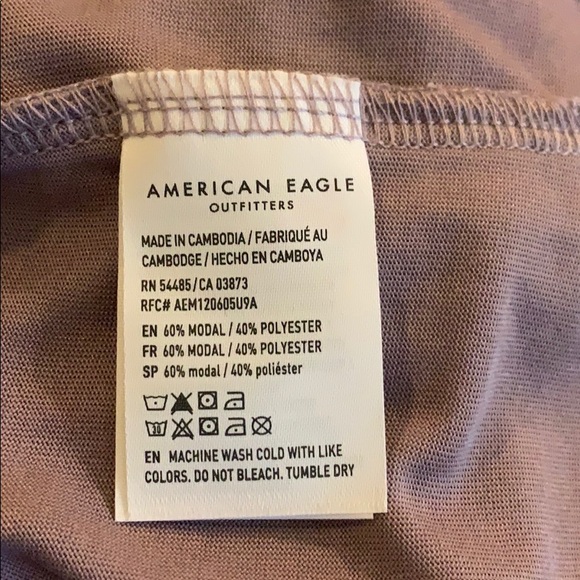 AMERICAN EAGLE
OUTFITTERS
MADE IN CAMBODIA / FABRIQUÉ AU
CAMBODGE / HECHO EN CAMBOYA
RN 54485 / CA 03873
RFC# AEM120605U9A
EN 60% MODAL / 40% POLYESTER
FR 60% MODAL / 40% POLYESTER
SP 60% modal / 40% poliéster
30
EN MACHINE WASH COLD WITH LIKE
COLORS. DO NOT BLEACH. TUMBLE DRY